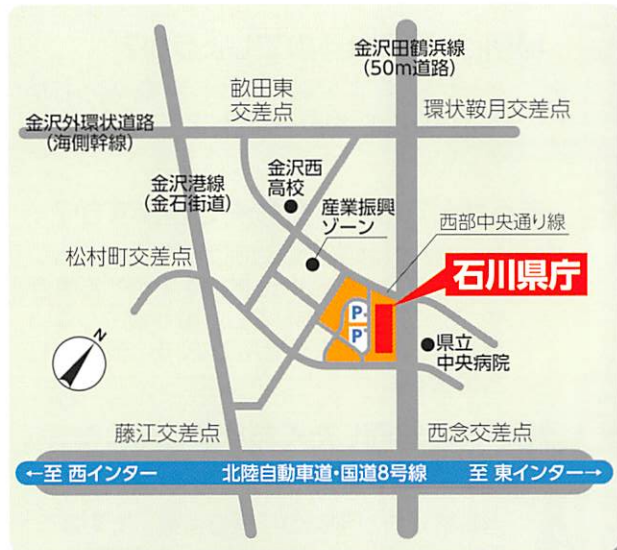 金沢田鶴浜線
(50m道路)
畝田東
交差点
環状鞍月交差点
金沢外環状道路
(海側幹線)
金沢西
高校
金沢港線
(金石街道)
産業振興
ゾーン
西部中央通り線
松村町交差点
石川県庁
P
P
N
県立
中央病院
藤江交差点
西念交差点
←至 西インター
北陸自動車道・国道8号線
至 東インター→